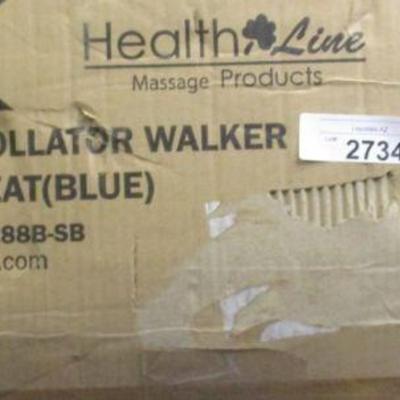 Health Line
Massage Products
OLLATOR WALKER
EAT(BLUE)
88B-SB
.com
2734